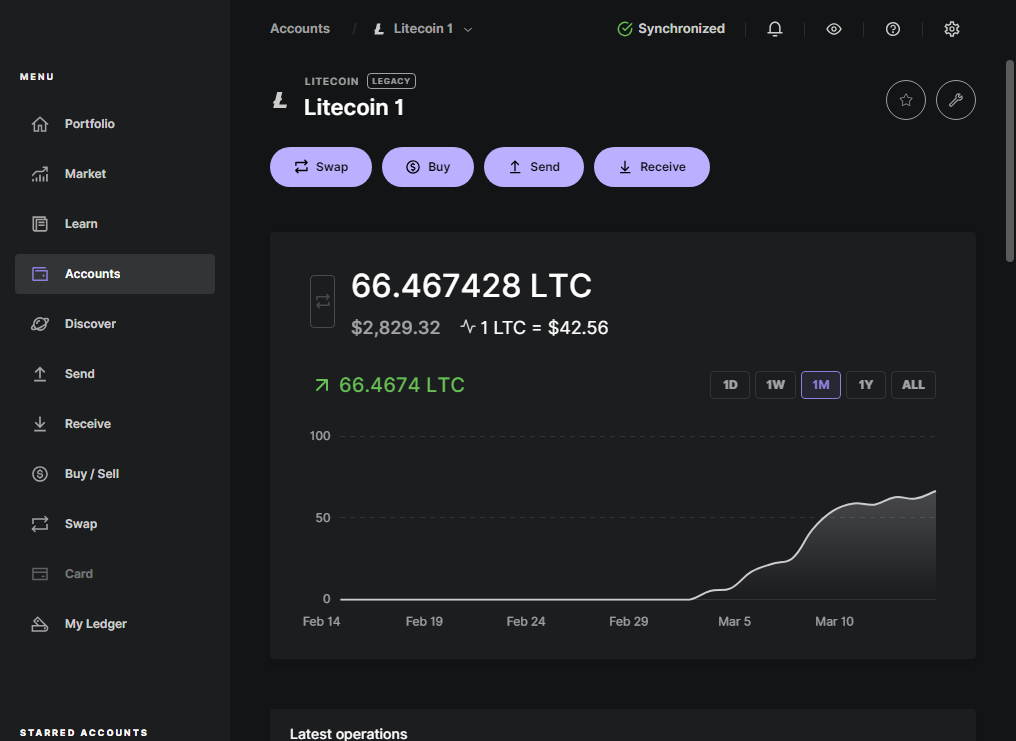 Accounts / Litecoin 1
Synchronized
MENU
Portfolio
Market
Learn
Accounts
Discover
Send
Receive
Buy / Sell
Swap
Card
My Ledger
STARRED ACCOUNTS
LITECOIN LEGACY
Litecoin 1
Swap Buy Send Receive
66.467428 LTC
$2,829.32 1 LTC = $42.56
66.4674 LTC
1D 1W 1M 1Y ALL
100
50
0
Feb 14 Feb 19 Feb 24 Feb 29 Mar 5 Mar 10
Latest operations